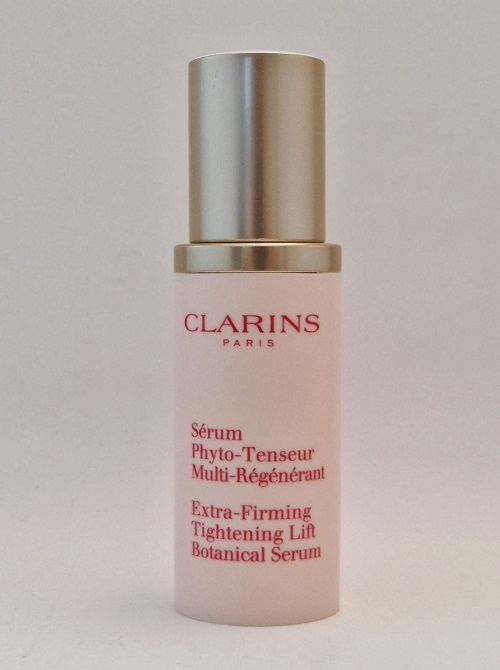 CLARINS
PARIS
Sérum
Phyto-Tenseur
Multi-Régénérant
Extra-Firming
Tightening Lift
Botanical Serum